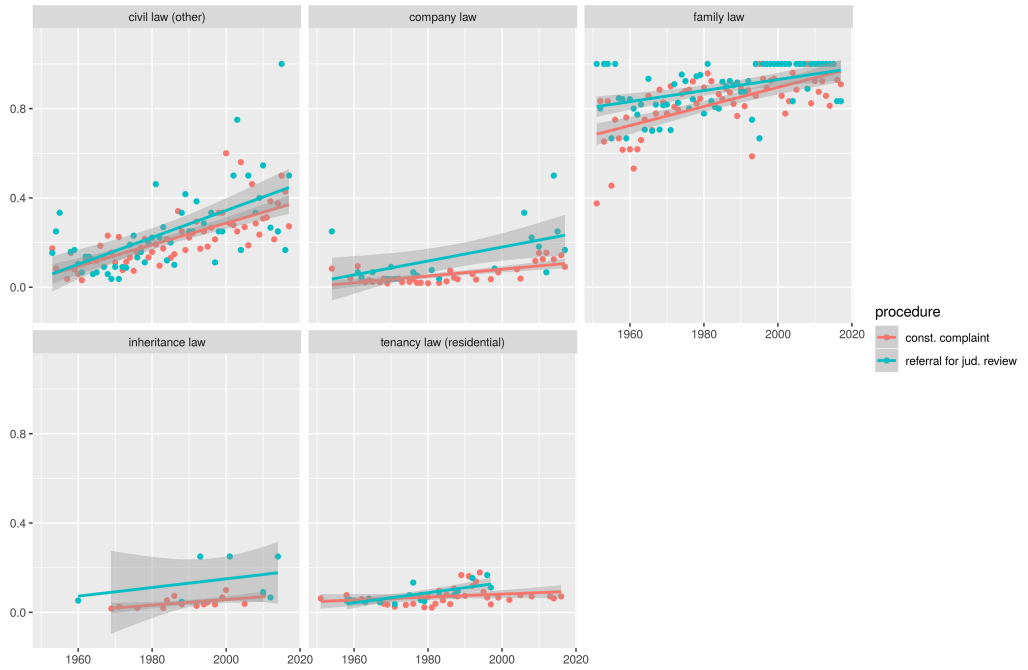 civil law (other) company law family law
0.8
0.4
0.0
1960 1980 2000 2020
procedure
const. complaint
referral for jud. review
inheritance law tenancy law (residential)
0.8
0.4
0.0
1960 1980 2000 2020 1960 1980 2000 2020